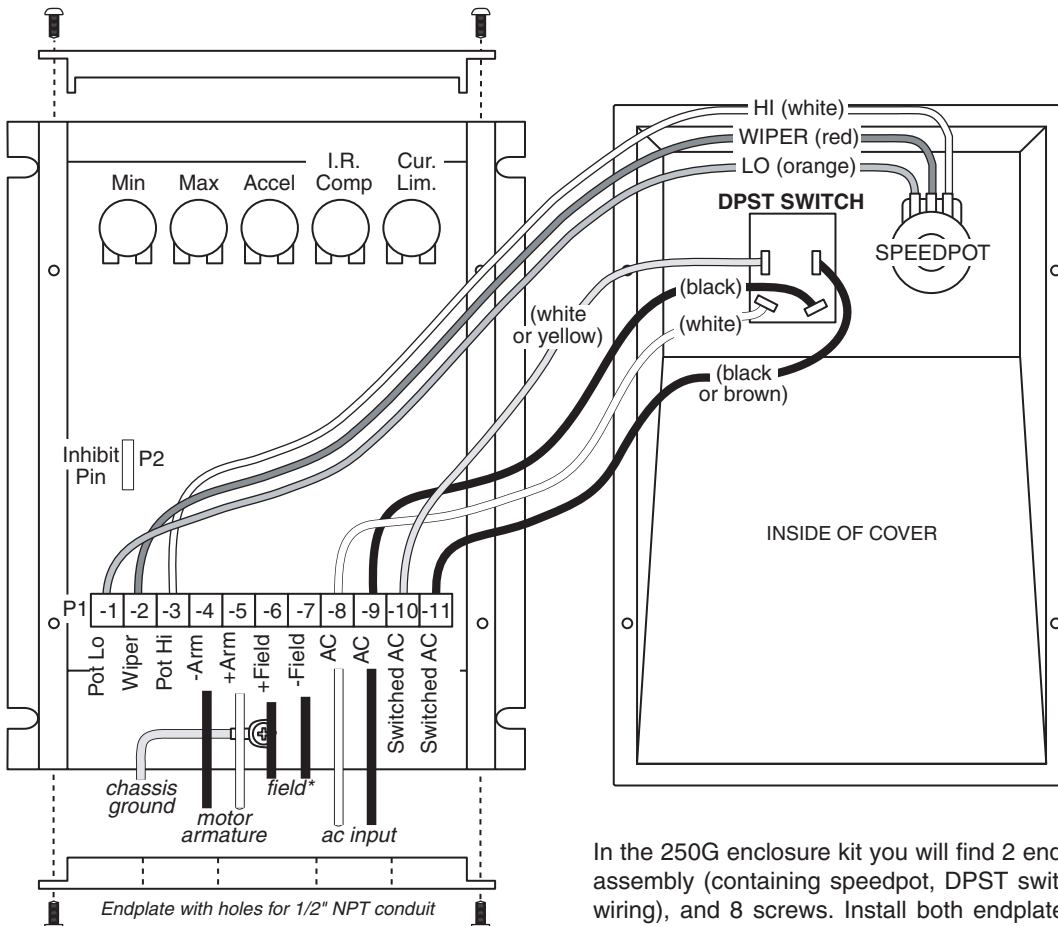 HI (white)
WIPER (red)
LO (orange)
DPST SWITCH
SPEEDPOT
(black)
(white)
(white
or yellow)
(black
or brown)
INSIDE OF COVER
Min
Max
Accel
I.R.
Comp
Cur.
Lim.
Inhibit
Pin
P2
P1
-1
-2
-3
-4
-5
-6
-7
-8
-9
-10
-11
Pot Lo
Wiper
Pot Hi
-Arm
+Arm
+Field
-Field
AC
AC
Switched AC
Switched AC
chassis
ground
motor
armature
field*
ac input
Endplate with holes for 1/2" NPT conduit
In the 250G enclosure kit you will find 2 end
assembly (containing speedpot, DPST swit
wiring), and 8 screws. Install both endplate